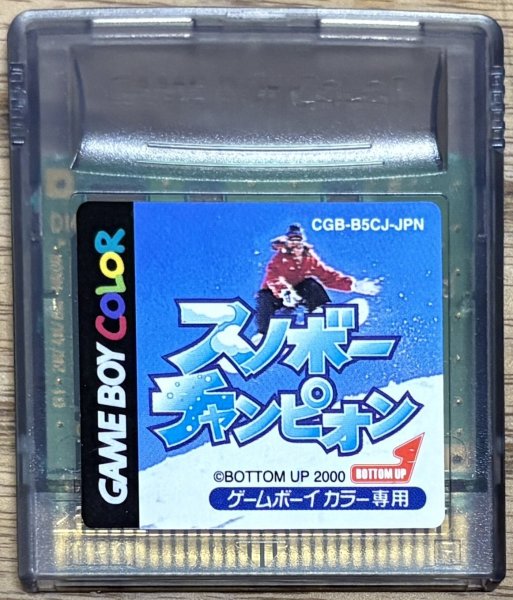 GAME BOY COLOR
CGB-B5CJ-JPN
スノボー
チャンピオン
©BOTTOM UP 2000
BOTTOM UP
ゲームボーイ カラー専用